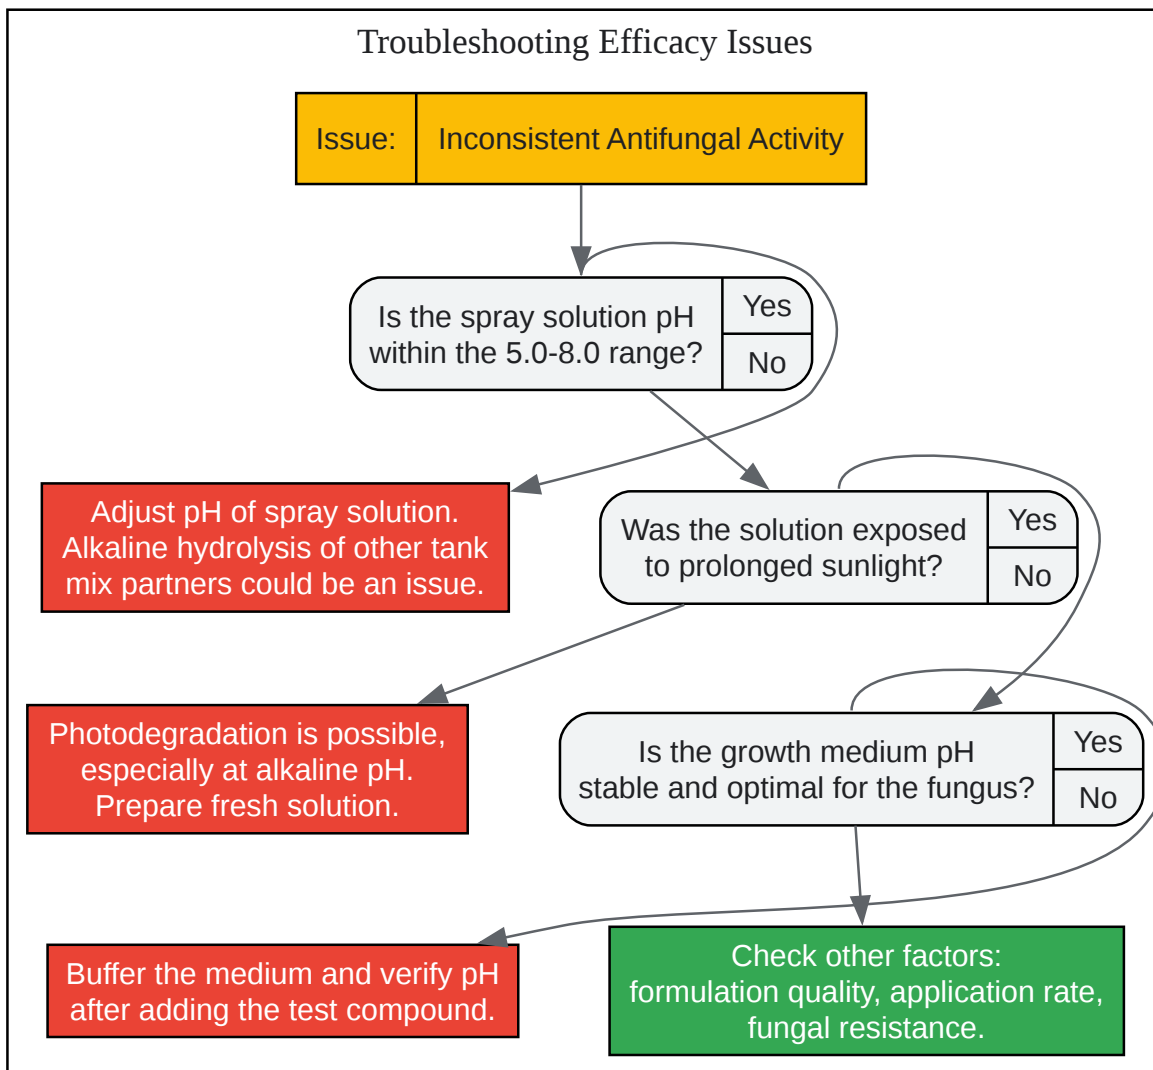 Troubleshooting Efficacy Issues
Issue:
Inconsistent Antifungal Activity
Is the spray solution pH
within the 5.0-8.0 range?
Yes
No
Adjust pH of spray solution.
Alkaline hydrolysis of other tank
mix partners could be an issue.
Was the solution exposed
to prolonged sunlight?
Yes
No
Photodegradation is possible,
especially at alkaline pH.
Prepare fresh solution.
Is the growth medium pH
stable and optimal for the fungus?
Yes
No
Buffer the medium and verify pH
after adding the test compound.
Check other factors:
formulation quality, application rate,
fungal resistance.